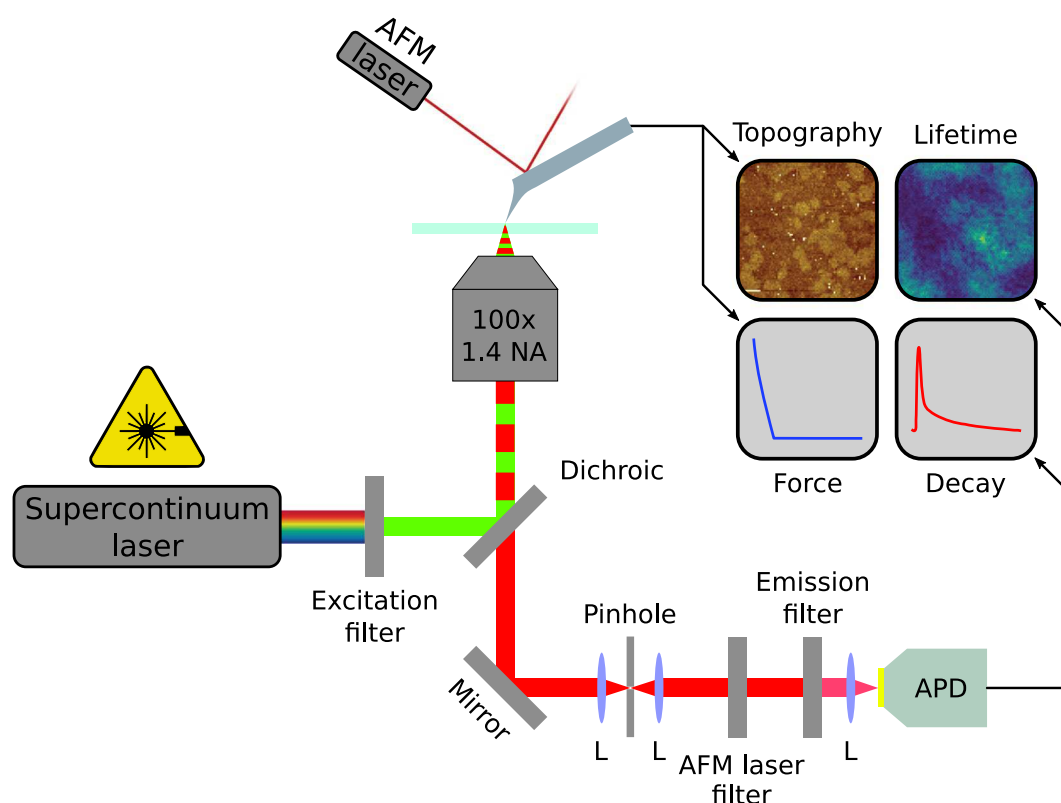 AFM
laser
Topography
Lifetime
100x
1.4 NA
Force
Decay
Dichroic
Supercontinuum
laser
Excitation
filter
Mirror
Pinhole
Emission
filter
L
L
L
AFM laser
filter
APD